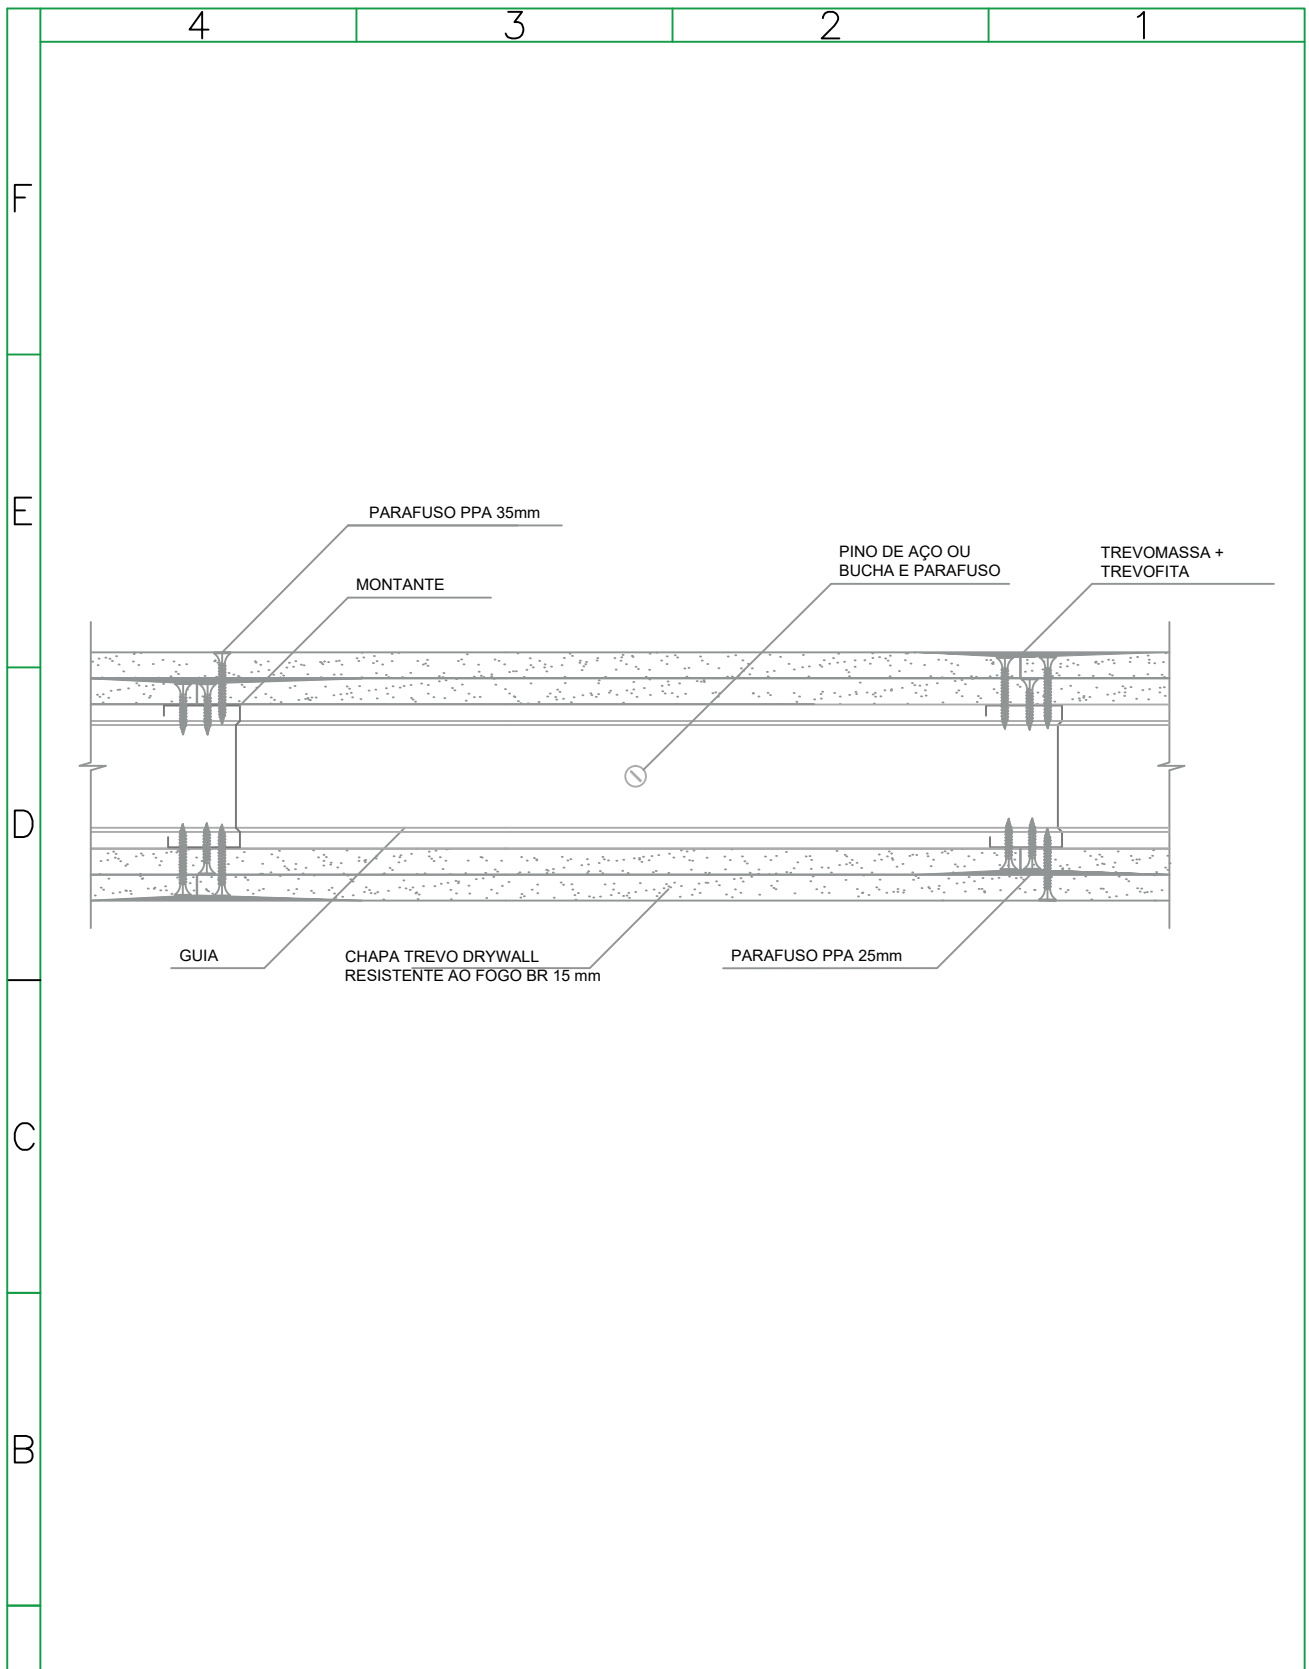 4 3 2 1
F
E
PARAFUSO PPA 35mm
PINO DE AÇO OU
BUCHA E PARAFUSO
TREVOMASSA +
TREVOFITA
MONTANTE
D
GUIA
CHAPA TREVO DRYWALL
RESISTENTE AO FOGO BR 15 mm
PARAFUSO PPA 25mm
C
B